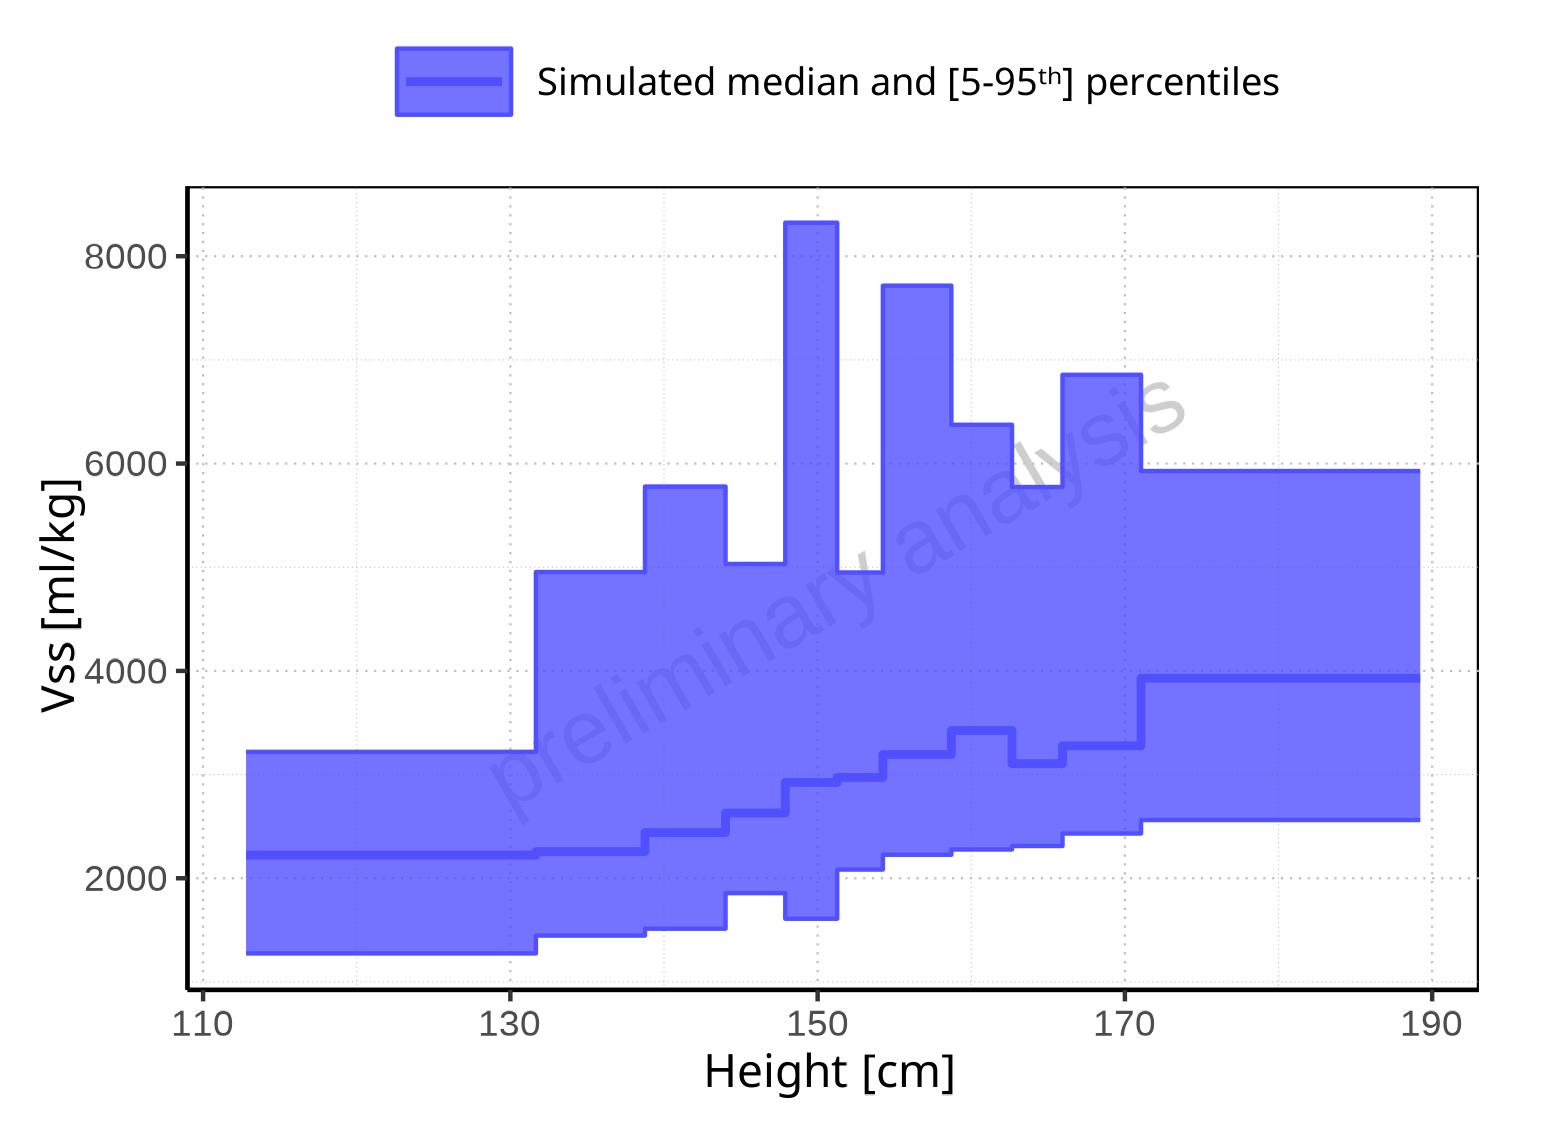 Simulated median and [5-95ᵗʰ] percentiles
8000
6000
4000
2000
Vss [ml/kg]
preliminary analysis
110 130 150 170 190
Height [cm]